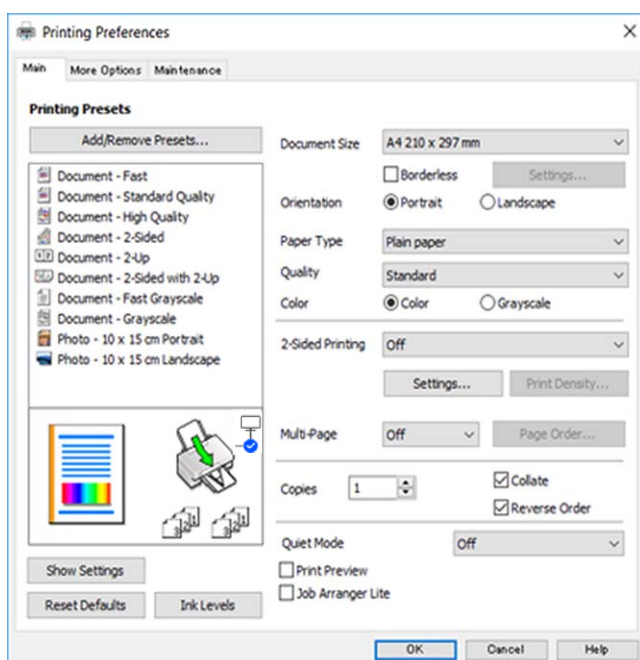 Printing Preferences
Main More Options Maintenance
Printing Presets
Add/Remove Presets...
Document - Fast
Document - Standard Quality
Document - High Quality
Document - 2-Sided
Document - 2-Up
Document - 2-Sided with 2-Up
Document - Fast Grayscale
Document - Grayscale
Photo - 10 x 15 cm Portrait
Photo - 10 x 15 cm Landscape
Show Settings
Reset Defaults Ink Levels
Document Size A4 210 x 297 mm
Borderless Settings...
Orientation Portrait Landscape
Paper Type Plain paper
Quality Standard
Color Color Grayscale
2-Sided Printing Off
Settings... Print Density...
Multi-Page Off Page Order...
Copies 1 Collate
Reverse Order
Quiet Mode Off
Print Preview
Job Arranger Lite
OK Cancel Help